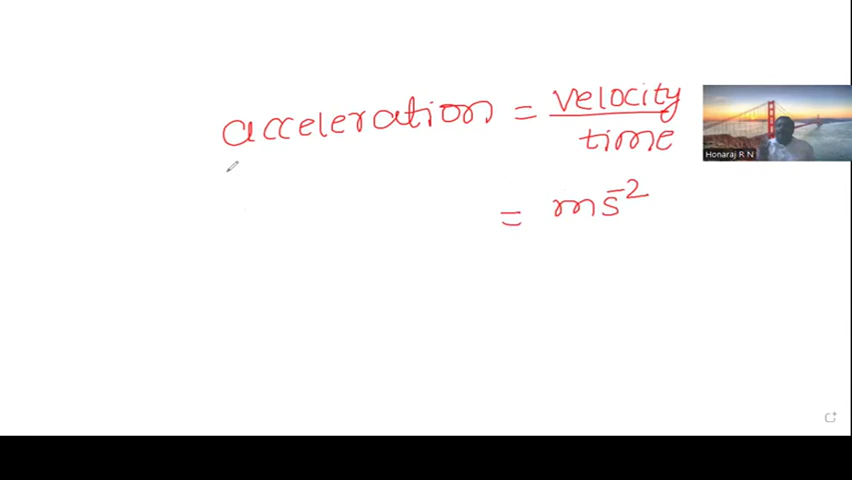 acceleration = velocity / time
= ms⁻²
Honaraj R N